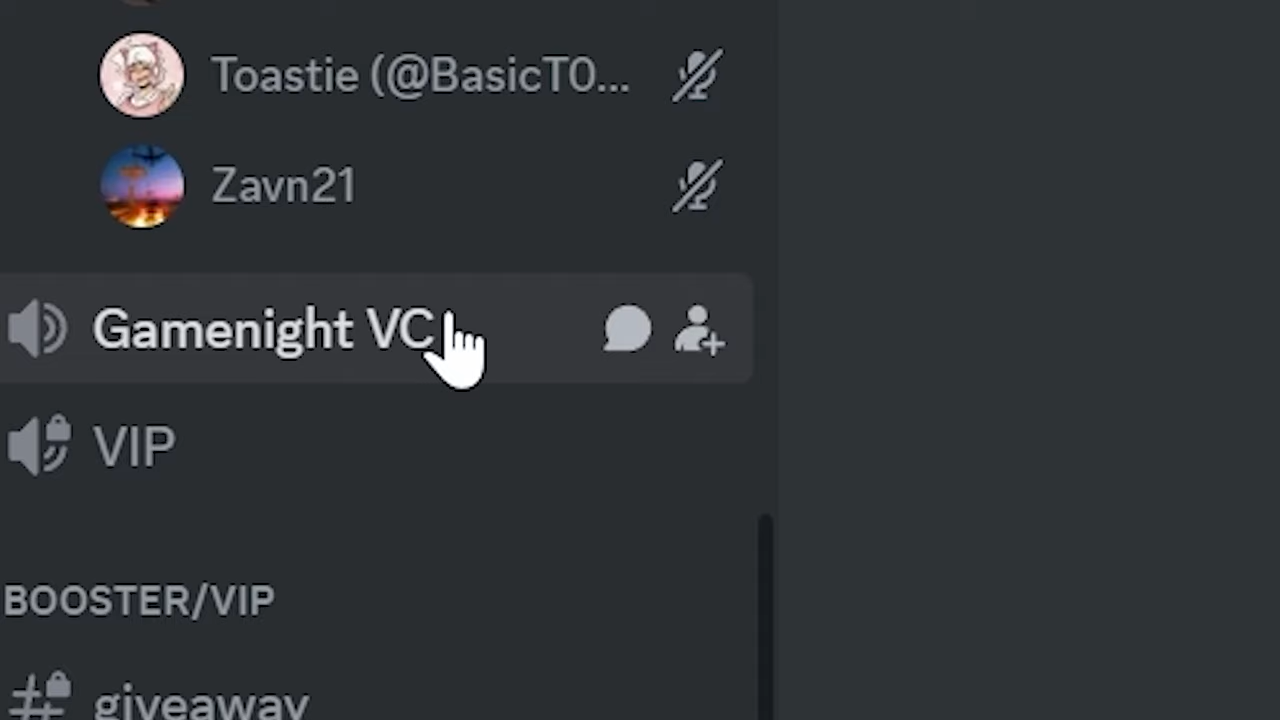 Toastie (@BasicT0...
Zavn21
Gamenight VC
VIP
BOOSTER/VIP
giveaway